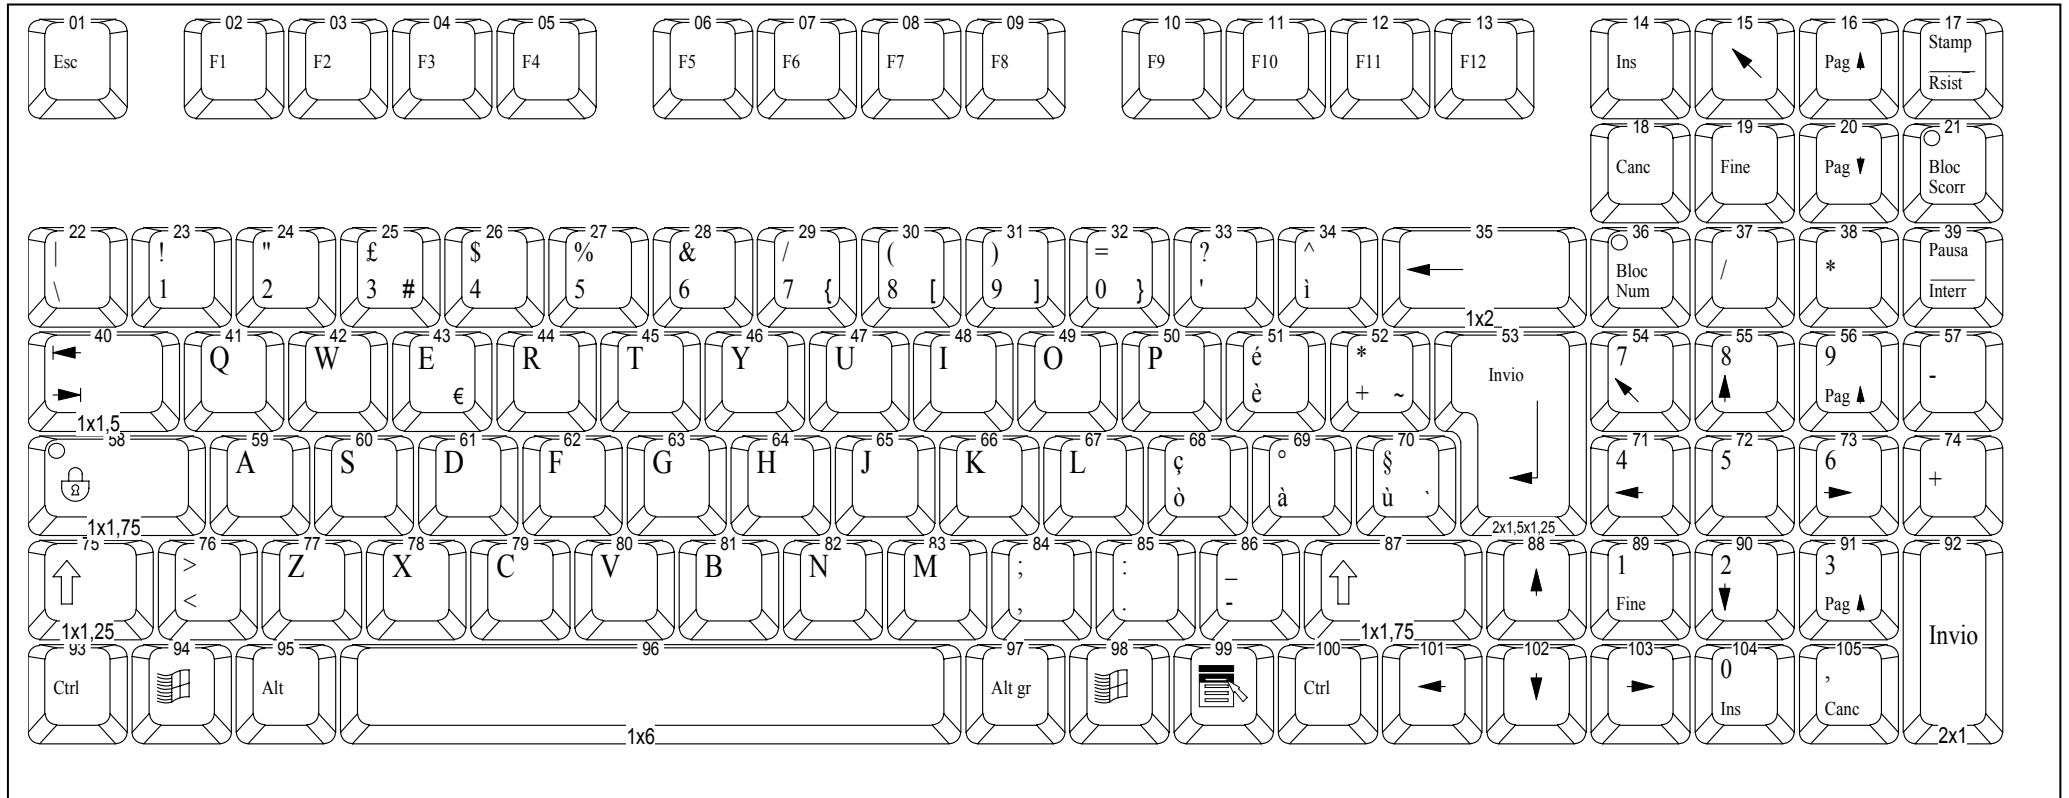 01 02 03 04 05 06 07 08 09 10 11 12 13 14 15 16 17
Esc F1 F2 F3 F4 F5 F6 F7 F8 F9 F10 F11 F12 Ins Pag Stamp
Rsist
18 19 20 21
Canc Fine Pag Bloc
Scorr
22 23 24 25 26 27 28 29 30 31 32 33 34 35 36 37 38 39
| ! " £ $ % & / ( ) = ? ^ Bloc / * Pausa
\ 1 2 3 # 4 5 6 7 { 8 [ 9 ] 0 } ' ì Num Interr
1x2
40 41 42 43 44 45 46 47 48 49 50 51 52 53 54 55 56 57
Q W E R T Y U I O P é * Invio 7 8 9 -
€ è + ~ Pag
1x1,5
58 59 60 61 62 63 64 65 66 67 68 69 70 71 72 73 74
A S D F G H J K L ç ° § 4 5 6 +
ò à ù `
1x1,75 2x1,5x1,25
75 76 77 78 79 80 81 82 83 84 85 86 87 88 89 90 91 92
> Z X C V B N M ; : _ 1 2 3
< , . - Fine Pag Invio
1x1,25 1x1,75
93 94 95 96 97 98 99 100 101 102 103 104 105
Ctrl Alt Alt gr Ctrl 0 ,
Ins Canc
1x6 2x1